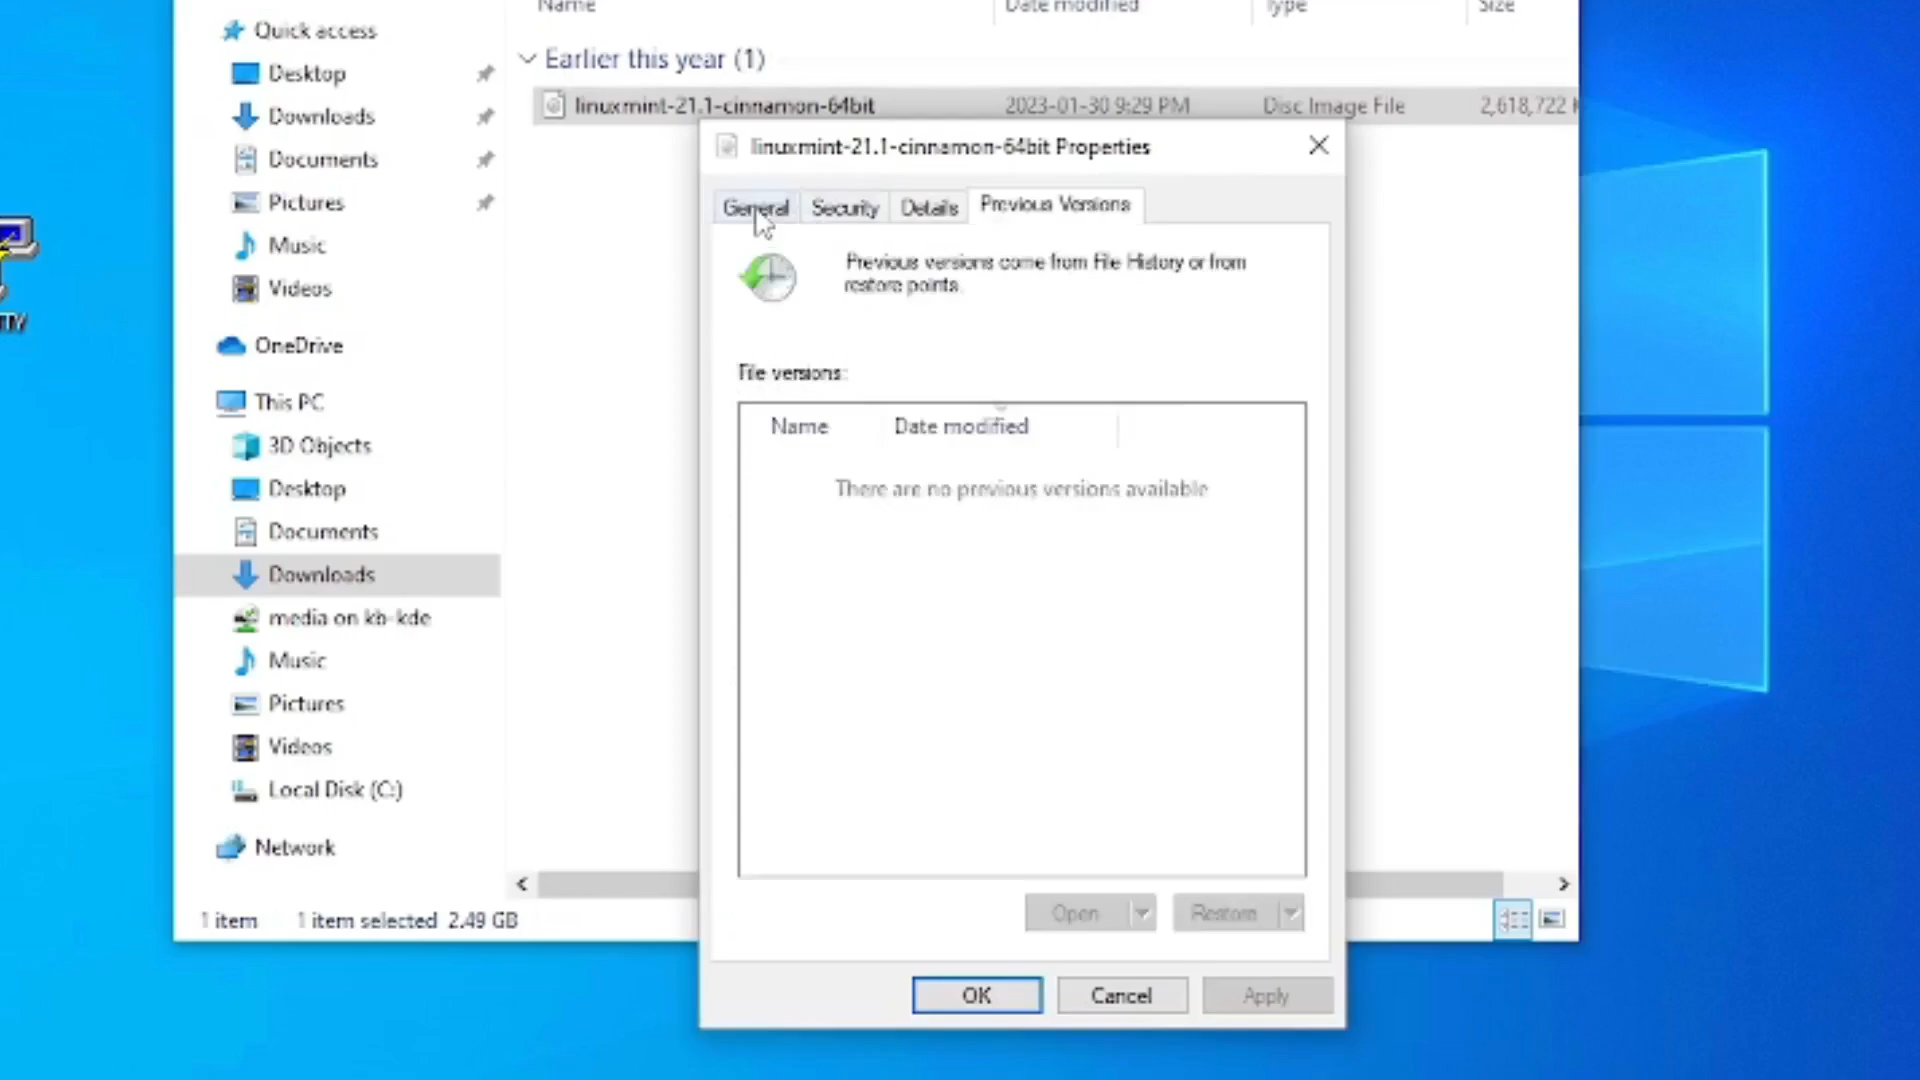 Name Date modified Type Size
Quick access
Earlier this year (1)
Desktop
linuxmint-21.1-cinnamon-64bit 2023-01-30 9:29 PM Disc Image File 2,618,722
Downloads
Documents
Pictures
Music
Videos
OneDrive
This PC
3D Objects
Desktop
Documents
Downloads
media on kb-kde
Music
Pictures
Videos
Local Disk (C:)
Network
1 item 1 item selected 2.49 GB
linuxmint-21.1-cinnamon-64bit Properties
General Security Details Previous Versions
Previous versions come from File History or from
restore points.
File versions:
Name Date modified
There are no previous versions available
Open Restore
OK Cancel Apply